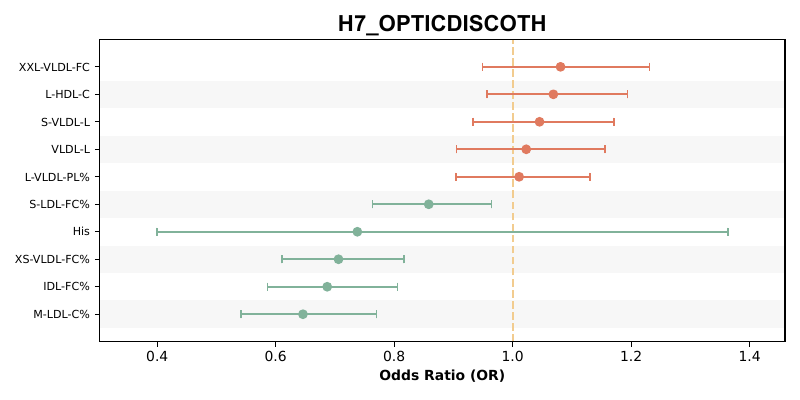 H7_OPTICDISCOTH
XXL-VLDL-FC
L-HDL-C
S-VLDL-L
VLDL-L
L-VLDL-PL%
S-LDL-FC%
His
XS-VLDL-FC%
IDL-FC%
M-LDL-C%
0.4 0.6 0.8 1.0 1.2 1.4
Odds Ratio (OR)